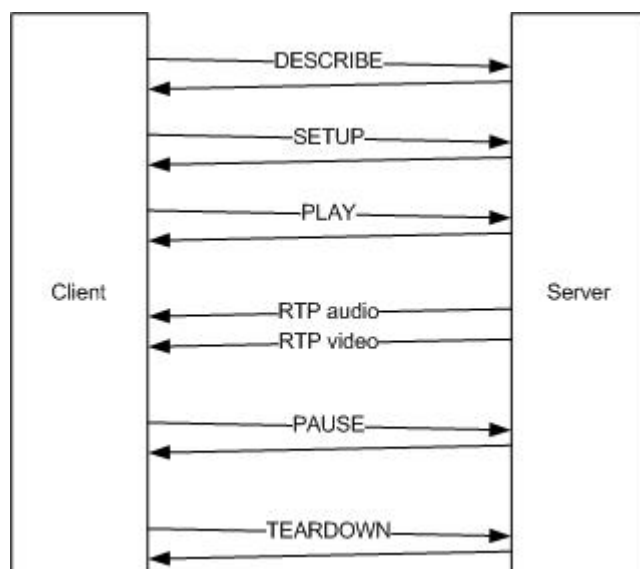 DESCRIBE
SETUP
PLAY
Client
Server
RTP audio
RTP video
PAUSE
TEARDOWN